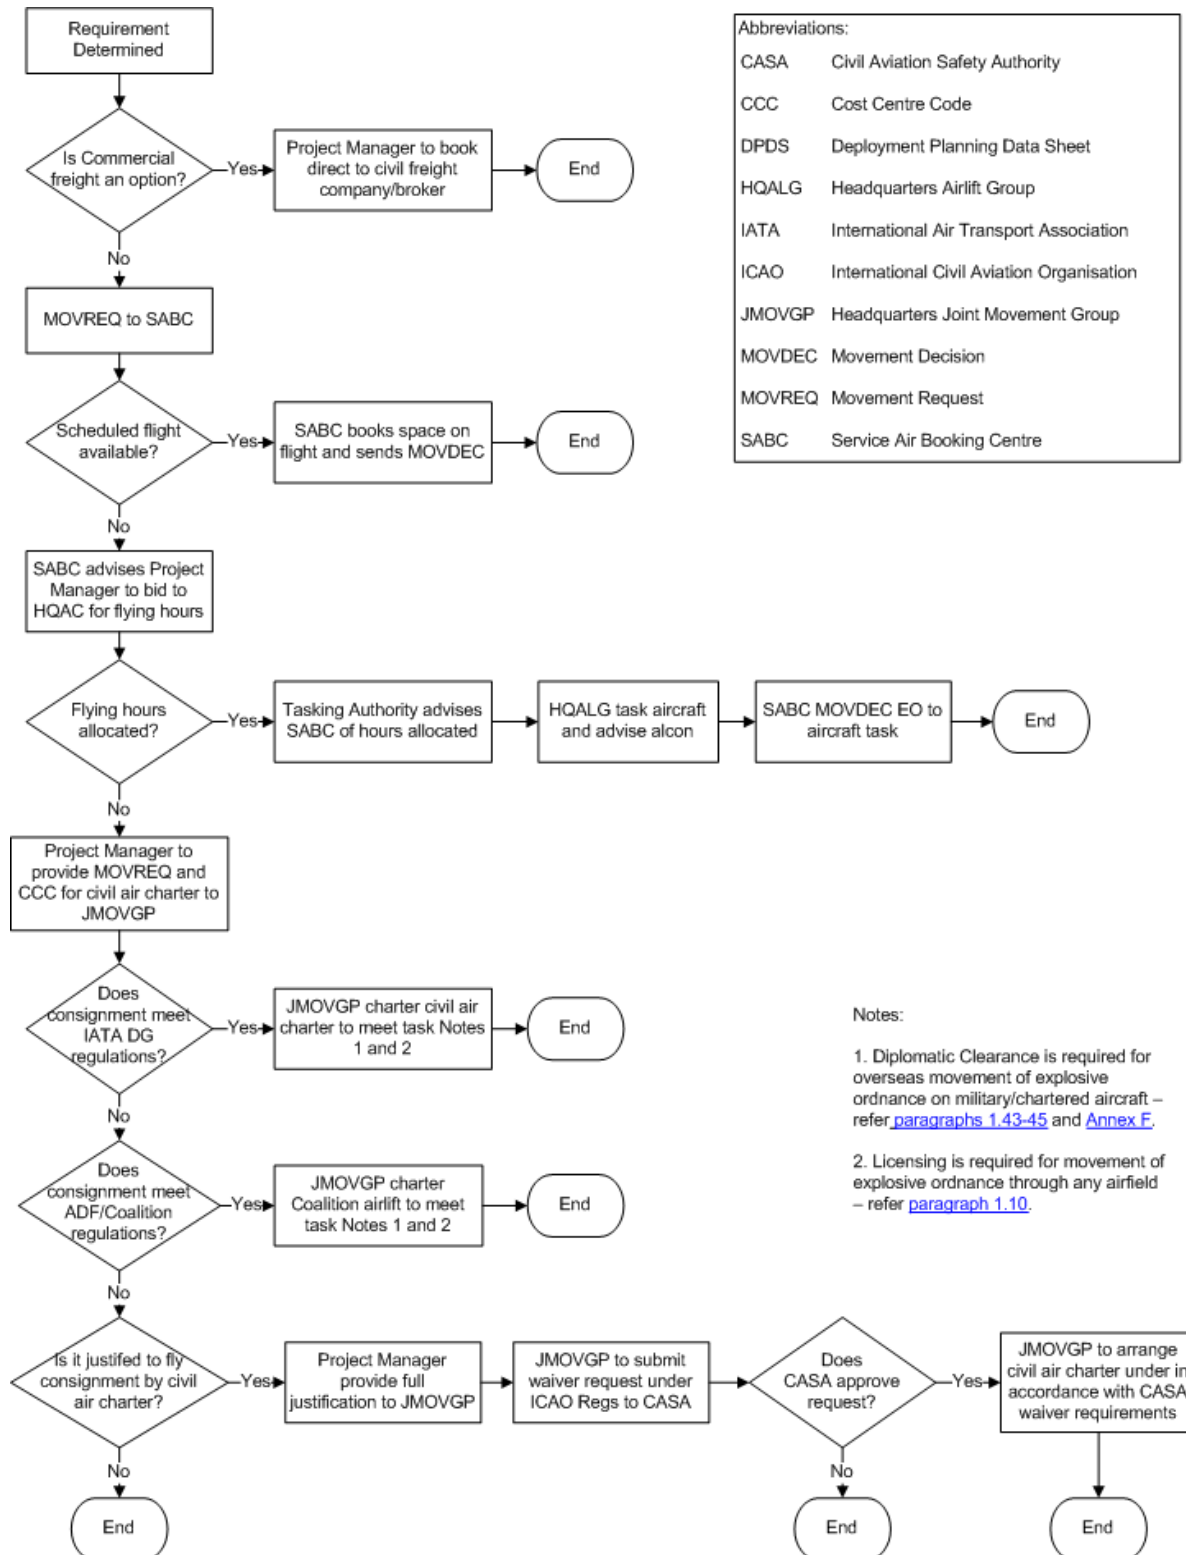 Requirement
Determined
Is Commercial
freight an option?
Yes
Project Manager to book
direct to civil freight
company/broker
End
No
MOVREQ to SABC
Scheduled flight
available?
Yes
SABC books space on
flight and sends MOVDEC
End
No
SABC advises Project
Manager to bid to
HQAC for flying hours
Flying hours
allocated?
Yes
Tasking Authority advises
SABC of hours allocated
HQALG task aircraft
and advise alcon
SABC MOVDEC EO to
aircraft task
End
No
Project Manager to
provide MOVREQ and
CCC for civil air charter to
JMOVGP
Does
consignment meet
IATA DG
regulations?
Yes
JMOVGP charter civil air
charter to meet task Notes
1 and 2
End
No
Does
consignment meet
ADF/Coalition
regulations?
Yes
JMOVGP charter
Coalition airlift to meet
task Notes 1 and 2
End
No
Is it justifed to fly
consignment by civil
air charter?
Yes
Project Manager
provide full
justification to JMOVGP
JMOVGP to submit
waiver request under
ICAO Regs to CASA
Does
CASA approve
request?
Yes
JMOVGP to arrange
civil air charter under in
accordance with CASA
waiver requirements
No
End
No
End
End
Abbreviations:
CASA Civil Aviation Safety Authority
CCC Cost Centre Code
DPDS Deployment Planning Data Sheet
HQALG Headquarters Airlift Group
IATA International Air Transport Association
ICAO International Civil Aviation Organisation
JMOVGP Headquarters Joint Movement Group
MOVDEC Movement Decision
MOVREQ Movement Request
SABC Service Air Booking Centre
Notes:
1. Diplomatic Clearance is required for
overseas movement of explosive
ordnance on military/chartered aircraft –
refer paragraphs 1.43-45 and Annex F.
2. Licensing is required for movement of
explosive ordnance through any airfield
– refer paragraph 1.10.